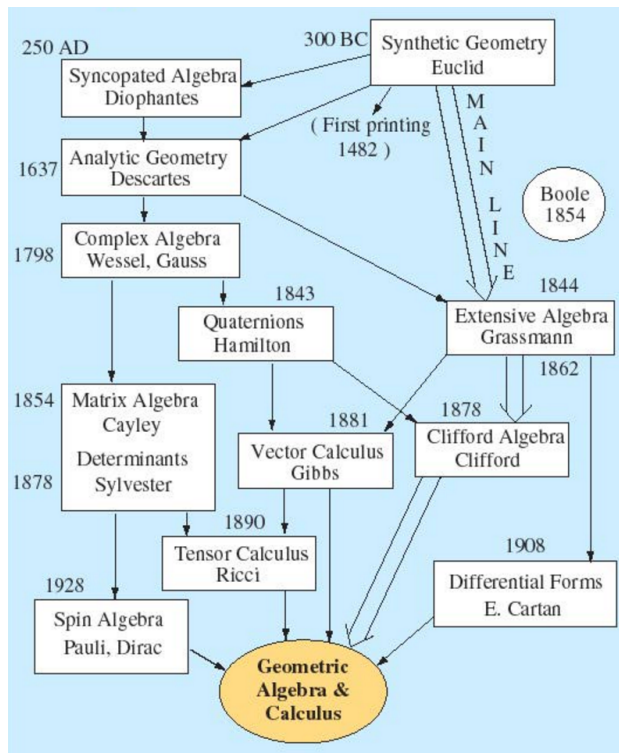 300 BC
Synthetic Geometry
Euclid
250 AD
Syncopated Algebra
Diophantes
( First printing
1482 )
MAIN LINE
1637
Analytic Geometry
Descartes
Boole
1854
1798
Complex Algebra
Wessel, Gauss
1843
Quaternions
Hamilton
1844
Extensive Algebra
Grassmann
1862
1854
Matrix Algebra
Cayley
1878
Determinants
Sylvester
1881
Vector Calculus
Gibbs
1878
Clifford Algebra
Clifford
1890
Tensor Calculus
Ricci
1908
Differential Forms
E. Cartan
1928
Spin Algebra
Pauli, Dirac
Geometric
Algebra &
Calculus